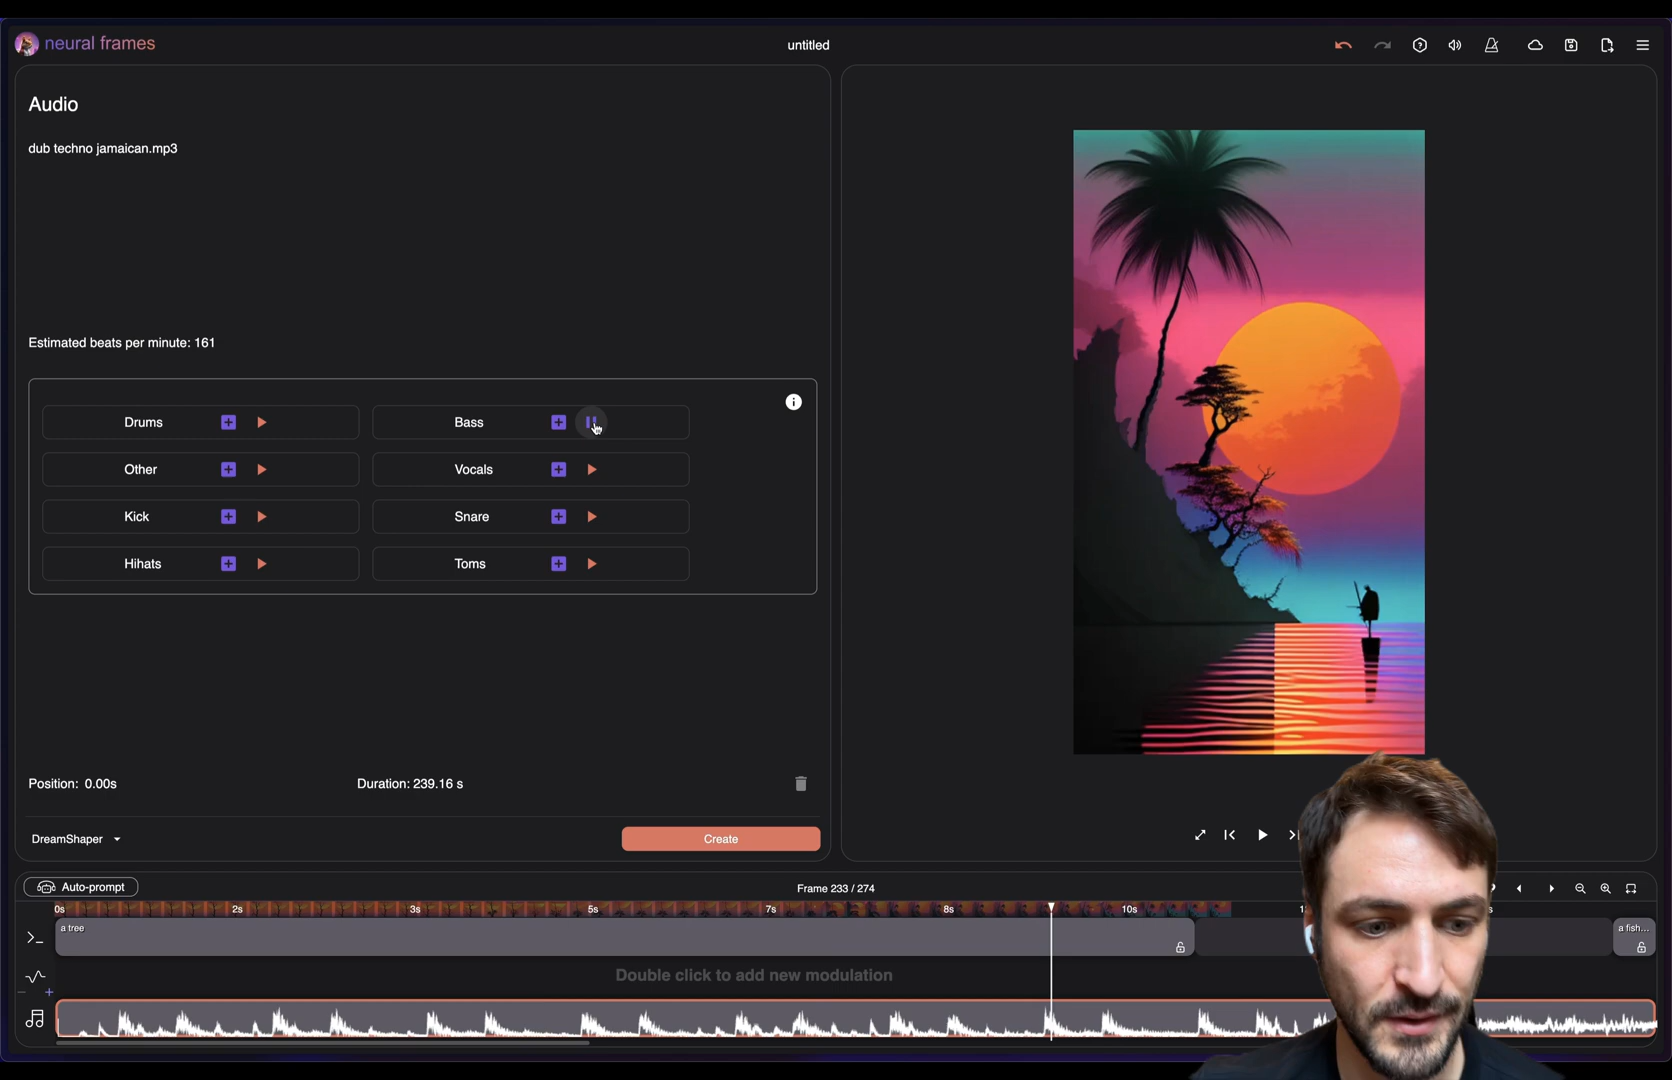 neural frames
untitled
Audio
dub techno jamaican.mp3
Estimated beats per minute: 161
Drums
Bass
Other
Vocals
Kick
Snare
Hihats
Toms
Position: 0.00s
Duration: 239.16 s
DreamShaper
Create
Auto-prompt
Frame 233 / 274
0s 2s 3s 5s 7s 8s 10s
a tree
a fish...
Double click to add new modulation